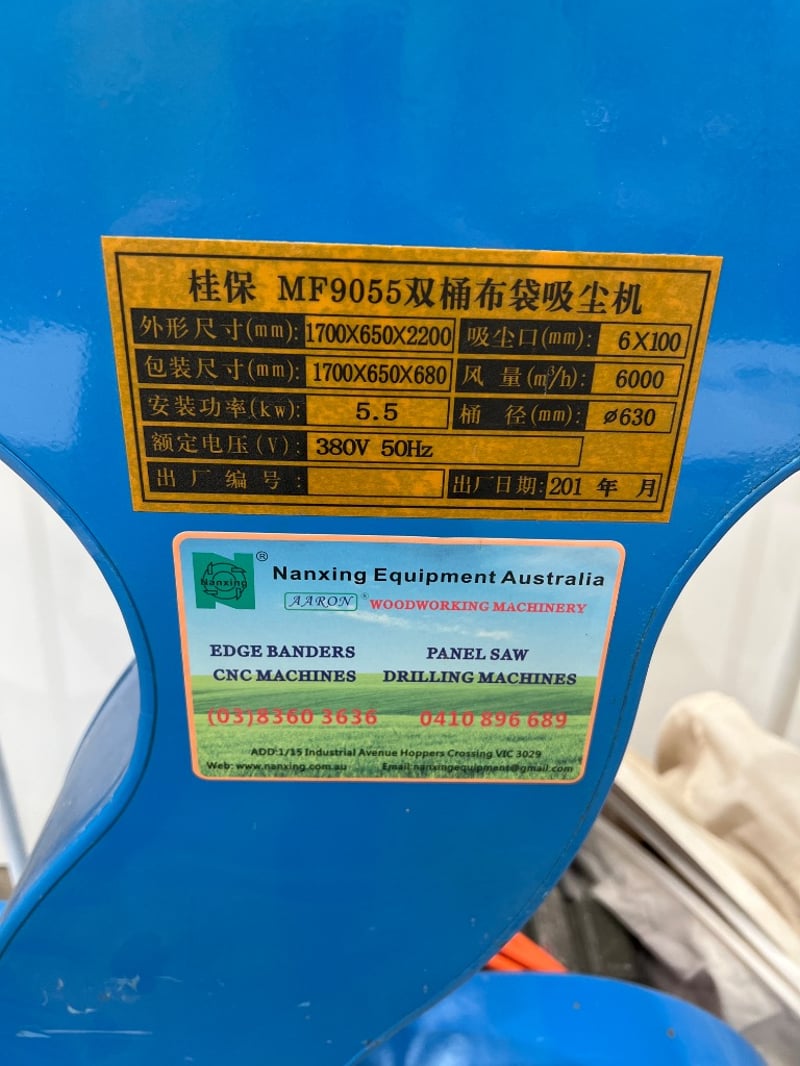 桂保 MF9055双桶布袋吸尘机
外形尺寸(mm): 1700X650X2200 吸尘口(mm): 6X100
包装尺寸(mm): 1700X650X680 风 量(m³/h): 6000
安装功率(kw): 5.5 桶 径(mm): ø630
额定电压(V): 380V 50Hz
出厂编号: 出厂日期: 201 年 月
Nanxing ® Nanxing Equipment Australia
AARON ® WOODWORKING MACHINERY
EDGE BANDERS PANEL SAW
CNC MACHINES DRILLING MACHINES
(03)8360 3636 0410 896 689
ADD:1/15 Industrial Avenue Hoppers Crossing VIC 3029
Web: www.nanxing.com.au Email:nanxingequipment@gmail.com